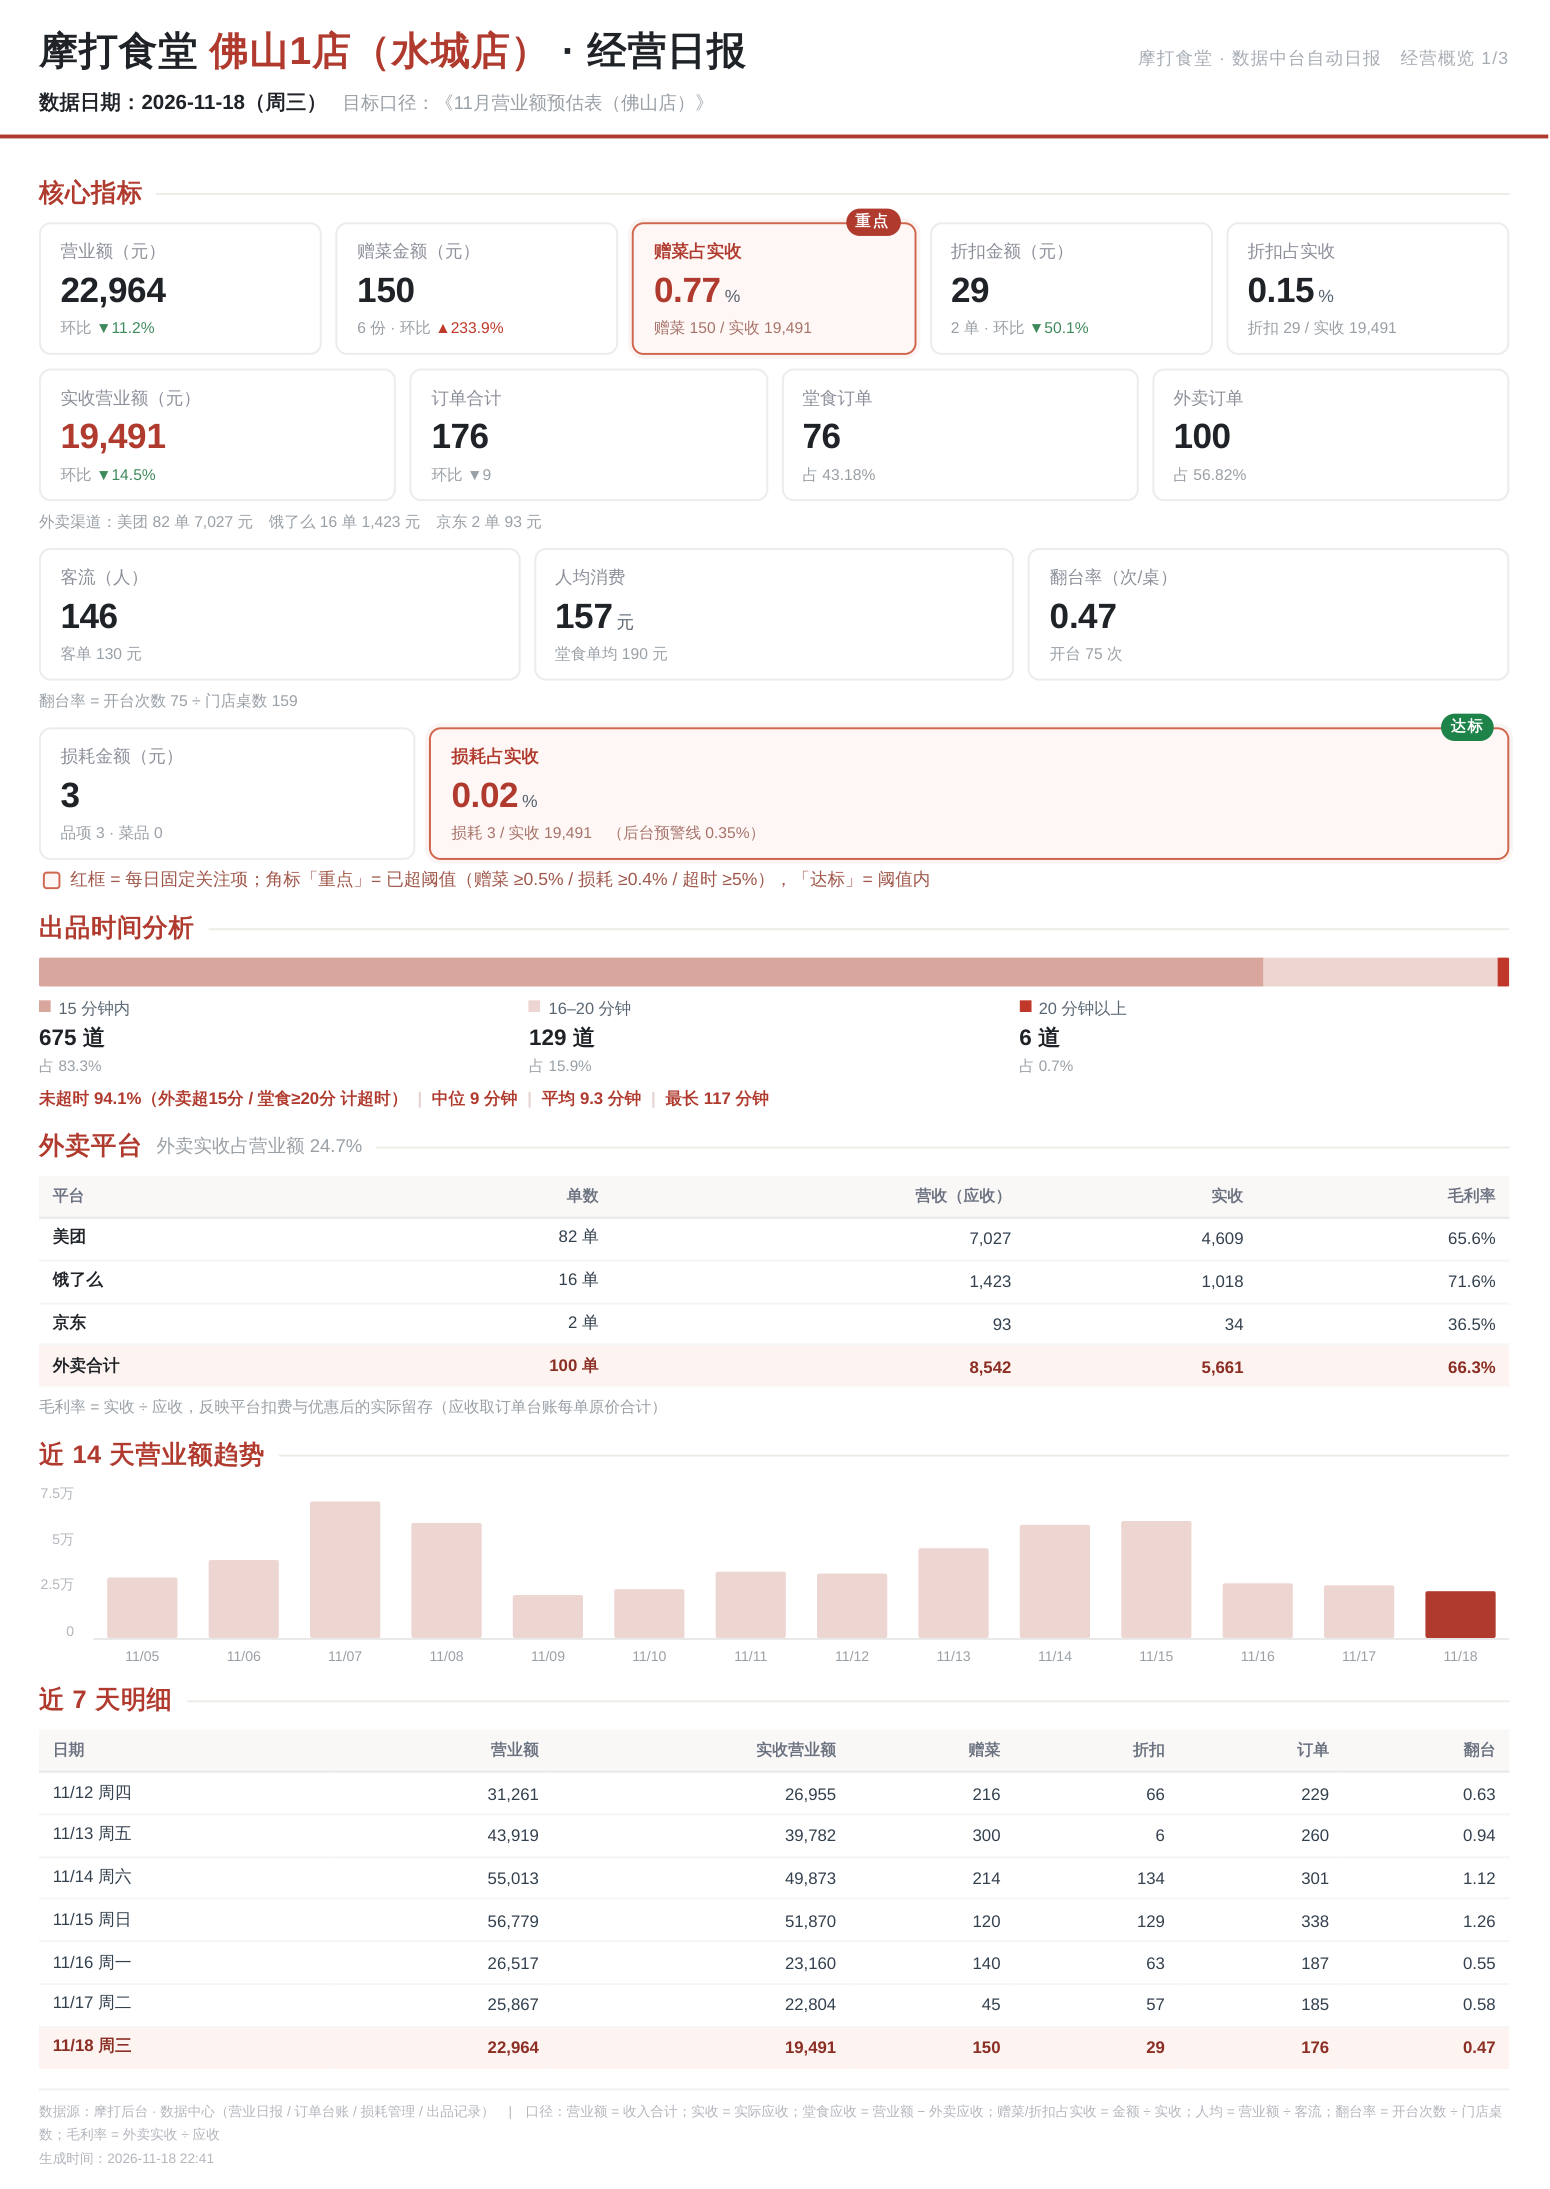 摩打食堂 佛山1店（水城店） · 经营日报
摩打食堂 · 数据中台自动日报 经营概览 1/3
数据日期：2026-11-18（周三） 目标口径：《11月营业额预估表（佛山店）》
核心指标
重点
营业额（元） 赠菜金额（元） 赠菜占实收 折扣金额（元） 折扣占实收
22,964 150 0.77 % 29 0.15 %
环比 ▼11.2% 6 份 · 环比 ▲233.9% 赠菜 150 / 实收 19,491 2 单 · 环比 ▼50.1% 折扣 29 / 实收 19,491
实收营业额（元） 订单合计 堂食订单 外卖订单
19,491 176 76 100
环比 ▼14.5% 环比 ▼9 占 43.18% 占 56.82%
外卖渠道：美团 82 单 7,027 元 饿了么 16 单 1,423 元 京东 2 单 93 元
客流（人） 人均消费 翻台率（次/桌）
146 157 元 0.47
客单 130 元 堂食单均 190 元 开台 75 次
翻台率 = 开台次数 75 ÷ 门店桌数 159
达标
损耗金额（元） 损耗占实收
3 0.02 %
品项 3 · 菜品 0 损耗 3 / 实收 19,491 （后台预警线 0.35%）
红框 = 每日固定关注项；角标「重点」= 已超阈值（赠菜 ≥0.5% / 损耗 ≥0.4% / 超时 ≥5%），「达标」= 阈值内
出品时间分析
15 分钟内 16–20 分钟 20 分钟以上
675 道 129 道 6 道
占 83.3% 占 15.9% 占 0.7%
未超时 94.1%（外卖超15分 / 堂食≥20分 计超时） | 中位 9 分钟 | 平均 9.3 分钟 | 最长 117 分钟
外卖平台 外卖实收占营业额 24.7%
平台 单数 营收（应收） 实收 毛利率
美团 82 单 7,027 4,609 65.6%
饿了么 16 单 1,423 1,018 71.6%
京东 2 单 93 34 36.5%
外卖合计 100 单 8,542 5,661 66.3%
毛利率 = 实收 ÷ 应收，反映平台扣费与优惠后的实际留存（应收取订单台账每单原价合计）
近 14 天营业额趋势
7.5万
5万
2.5万
0
11/05 11/06 11/07 11/08 11/09 11/10 11/11 11/12 11/13 11/14 11/15 11/16 11/17 11/18
近 7 天明细
日期 营业额 实收营业额 赠菜 折扣 订单 翻台
11/12 周四 31,261 26,955 216 66 229 0.63
11/13 周五 43,919 39,782 300 6 260 0.94
11/14 周六 55,013 49,873 214 134 301 1.12
11/15 周日 56,779 51,870 120 129 338 1.26
11/16 周一 26,517 23,160 140 63 187 0.55
11/17 周二 25,867 22,804 45 57 185 0.58
11/18 周三 22,964 19,491 150 29 176 0.47
数据源：摩打后台 · 数据中心（营业日报 / 订单台账 / 损耗管理 / 出品记录） | 口径：营业额 = 收入合计；实收 = 实际应收；堂食应收 = 营业额 − 外卖应收；赠菜/折扣占实收 = 金额 ÷ 实收；人均 = 营业额 ÷ 客流；翻台率 = 开台次数 ÷ 门店桌
数；毛利率 = 外卖实收 ÷ 应收
生成时间：2026-11-18 22:41